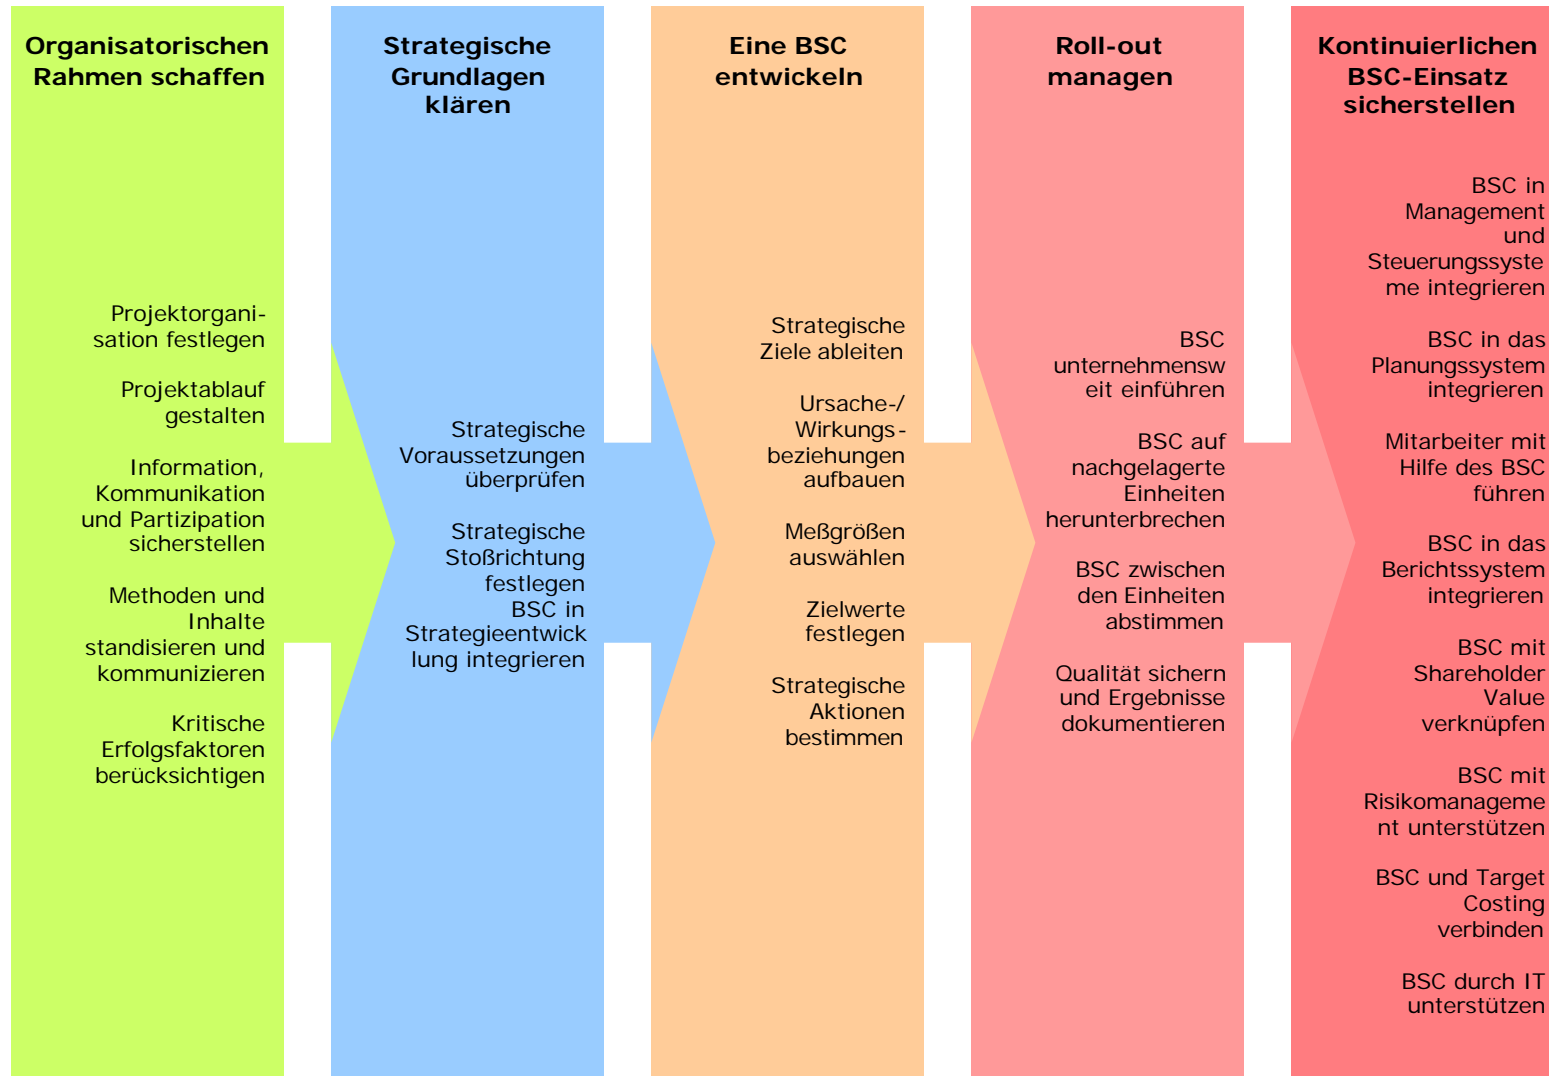 Organisatorischen
Rahmen schaffen
Projektorgani-
sation festlegen
Projektablauf
gestalten
Information,
Kommunikation
und Partizipation
sicherstellen
Methoden und
Inhalte
standisieren und
kommunizieren
Kritische
Erfolgsfaktoren
berücksichtigen
Strategische
Grundlagen
klären
Strategische
Voraussetzungen
überprüfen
Strategische
Stoßrichtung
festlegen
BSC in
Strategieentwick
lung integrieren
Eine BSC
entwickeln
Strategische
Ziele ableiten
Ursache-/
Wirkungs-
beziehungen
aufbauen
Meßgrößen
auswählen
Zielwerte
festlegen
Strategische
Aktionen
bestimmen
Roll-out
managen
BSC
unternehmensw
eit einführen
BSC auf
nachgelagerte
Einheiten
herunterbrechen
BSC zwischen
den Einheiten
abstimmen
Qualität sichern
und Ergebnisse
dokumentieren
Kontinuierlichen
BSC-Einsatz
sicherstellen
BSC in
Management
und
Steuerungssyste
me integrieren
BSC in das
Planungssystem
integrieren
Mitarbeiter mit
Hilfe des BSC
führen
BSC in das
Berichtssystem
integrieren
BSC mit
Shareholder
Value
verknüpfen
BSC mit
Risikomanageme
nt unterstützen
BSC und Target
Costing
verbinden
BSC durch IT
unterstützen